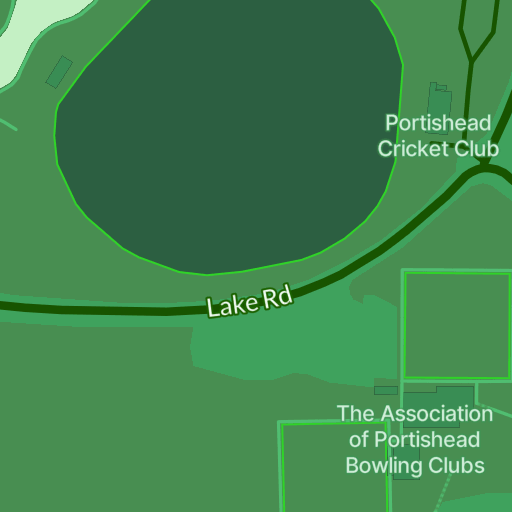 Portishead
Cricket Club
Lake Rd
The Association
of Portishead
Bowling Clubs